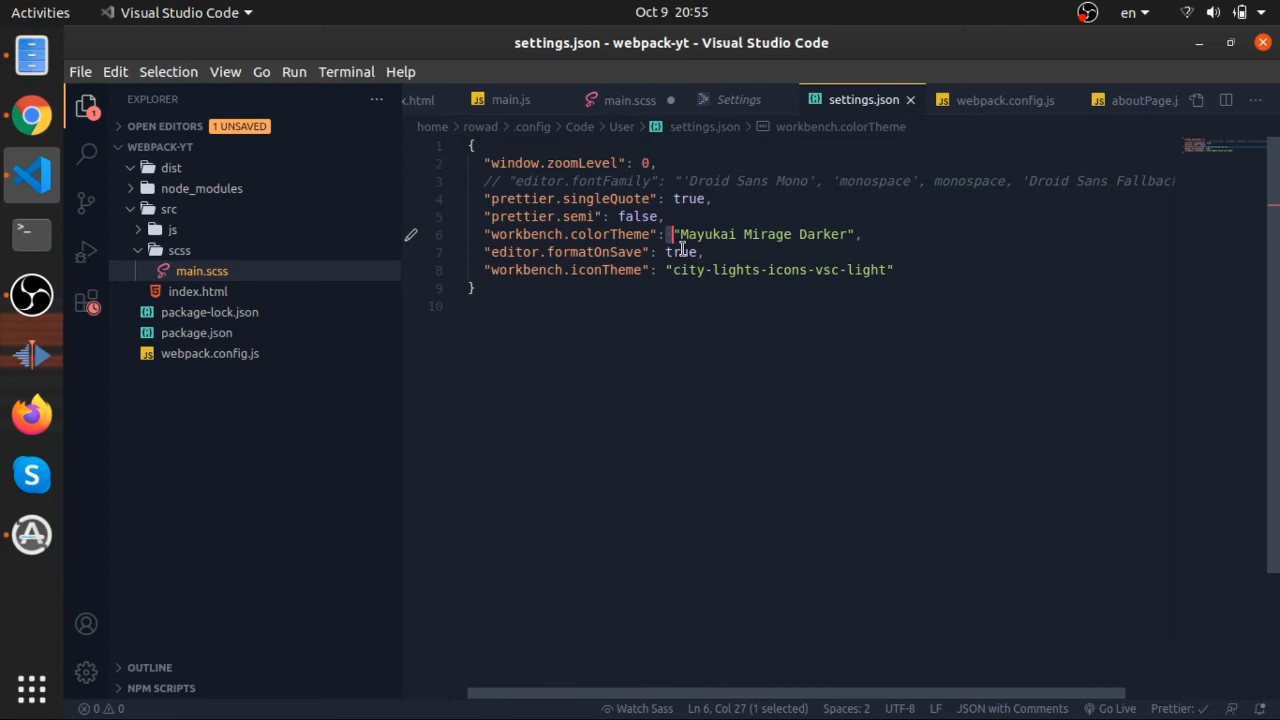 Activities
Visual Studio Code
Oct 9 20:55
en
settings.json - webpack-yt - Visual Studio Code
File Edit Selection View Go Run Terminal Help
EXPLORER
OPEN EDITORS 1 UNSAVED
WEBPACK-YT
dist
node_modules
src
js
scss
main.scss
index.html
package-lock.json
package.json
webpack.config.js
OUTLINE
NPM SCRIPTS
1
x.html main.js main.scss Settings settings.json webpack.config.js aboutPage.j
home rowad .config Code User settings.json workbench.colorTheme
1 {
2 "window.zoomLevel": 0,
3 // "editor.fontFamily": "'Droid Sans Mono', 'monospace', monospace, 'Droid Sans Fallback
4 "prettier.singleQuote": true,
5 "prettier.semi": false,
6 "workbench.colorTheme": "Mayukai Mirage Darker",
7 "editor.formatOnSave": true,
8 "workbench.iconTheme": "city-lights-icons-vsc-light"
9 }
10
0 0 Watch Sass Ln 6, Col 27 (1 selected) Spaces: 2 UTF-8 LF JSON with Comments Go Live Prettier: ✓